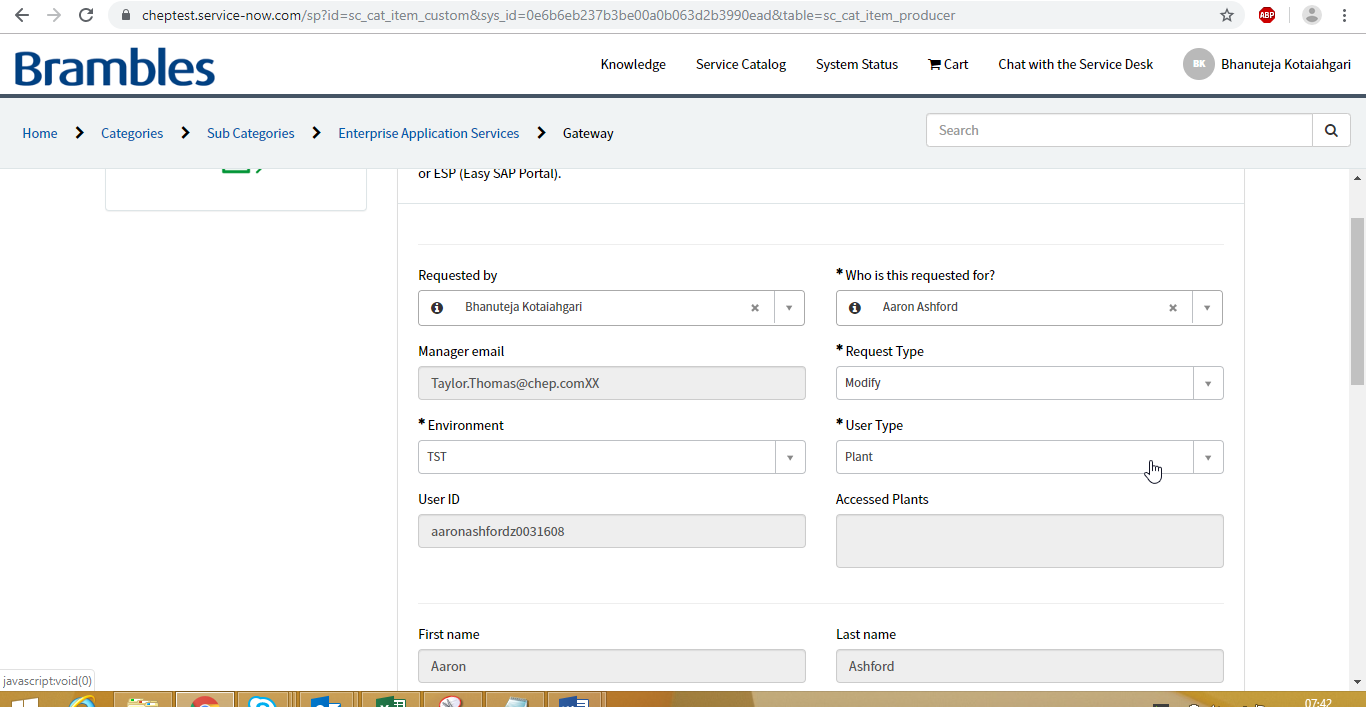 cheptest.service-now.com/sp?id=sc_cat_item_custom&sys_id=0e6b6eb237b3be00a0b063d2b3990ead&table=sc_cat_item_producer
ABP
Brambles
Knowledge Service Catalog System Status Cart Chat with the Service Desk BK Bhanuteja Kotaiahgari
Home Categories Sub Categories Enterprise Application Services Gateway Search
or ESP (Easy SAP Portal).
Requested by * Who is this requested for?
Bhanuteja Kotaiahgari × Aaron Ashford ×
Manager email * Request Type
Taylor.Thomas@chep.comXX Modify
* Environment * User Type
TST Plant
User ID Accessed Plants
aaronashfordz0031608
First name Last name
Aaron Ashford
javascript:void(0)
07:42